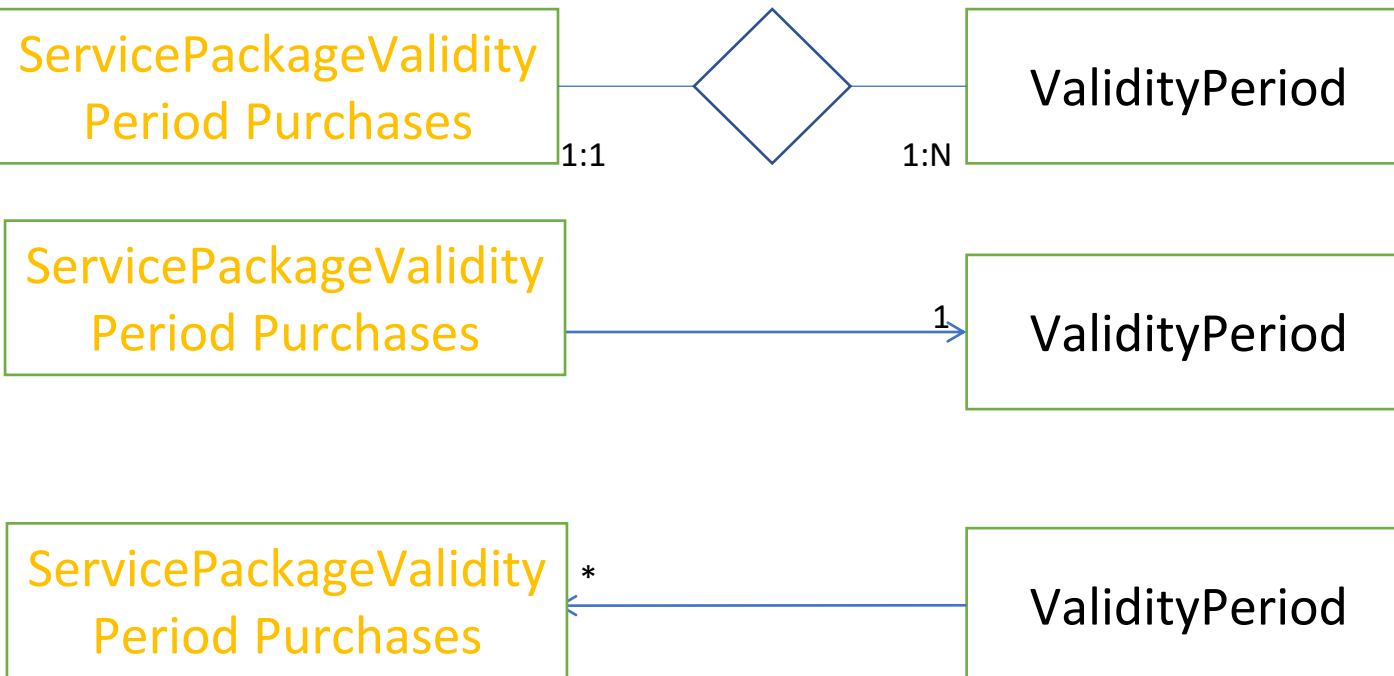 ServicePackageValidity
Period Purchases
ValidityPeriod
1:1
1:N
ServicePackageValidity
Period Purchases
1
ValidityPeriod
ServicePackageValidity
Period Purchases
*
ValidityPeriod